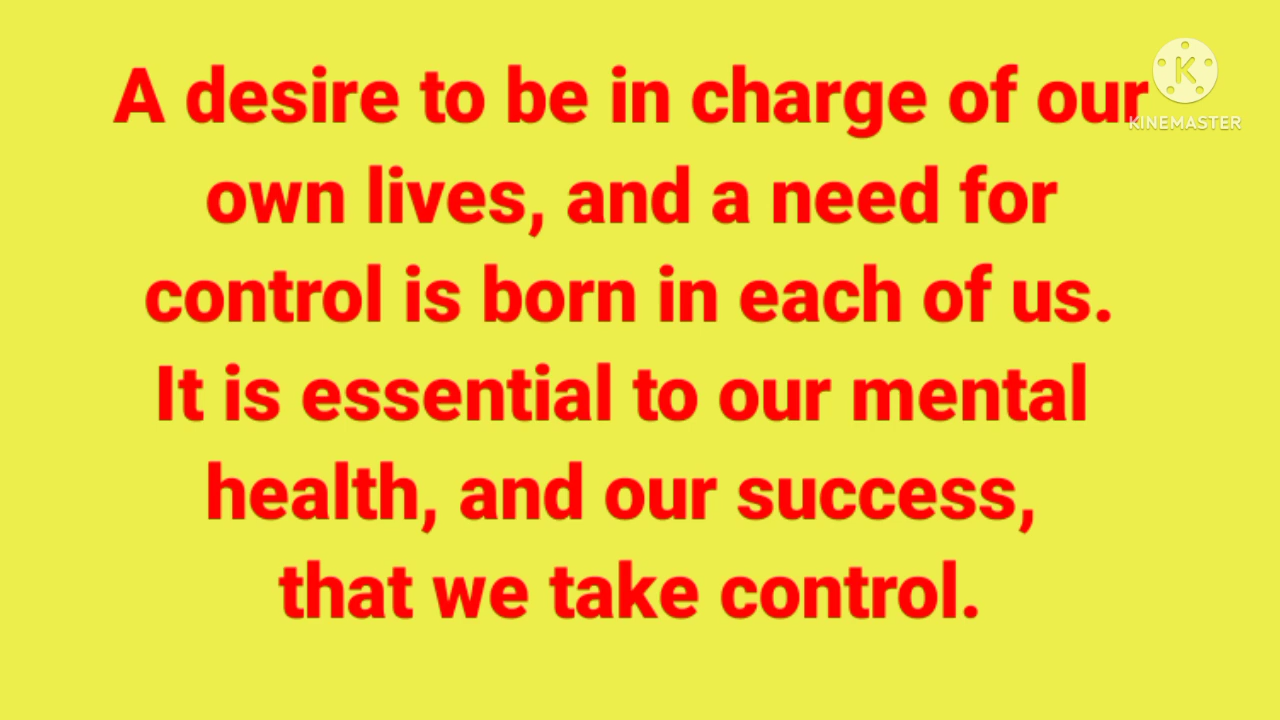 A desire to be in charge of our
own lives, and a need for
control is born in each of us.
It is essential to our mental
health, and our success,
that we take control.
K
KINEMASTER